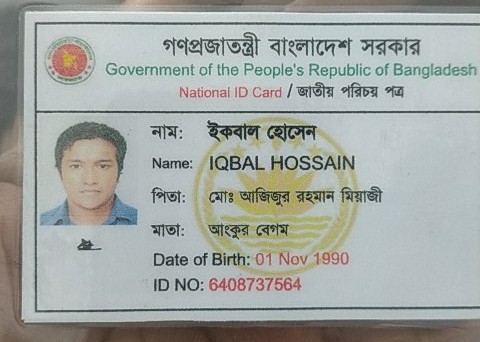 গণপ্রজাতন্ত্রী বাংলাদেশ সরকার
Government of the People's Republic of Bangladesh
National ID Card / জাতীয় পরিচয় পত্র
নাম: ইকবাল হোসেন
Name: IQBAL HOSSAIN
পিতা: মোঃ আজিজুর রহমান মিয়াজী
মাতা: আংকুর বেগম
Date of Birth: 01 Nov 1990
ID NO: 6408737564